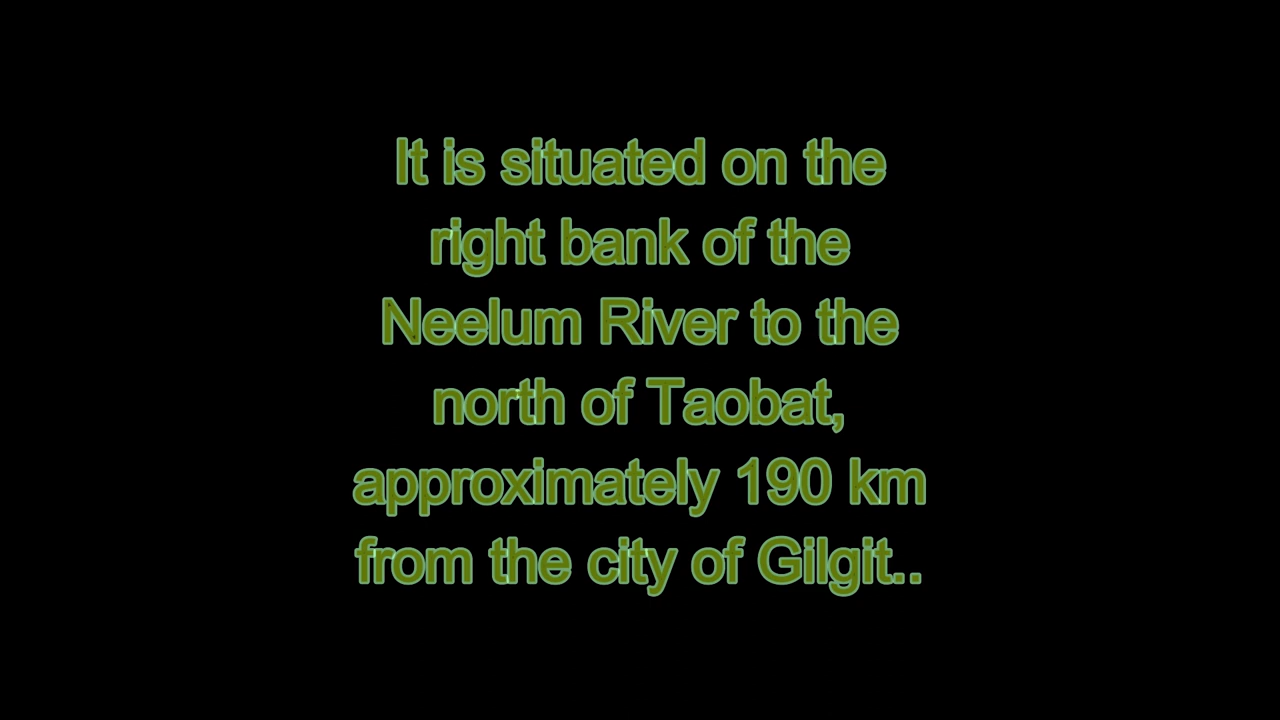 It is situated on the
right bank of the
Neelum River to the
north of Taobat,
approximately 190 km
from the city of Gilgit..